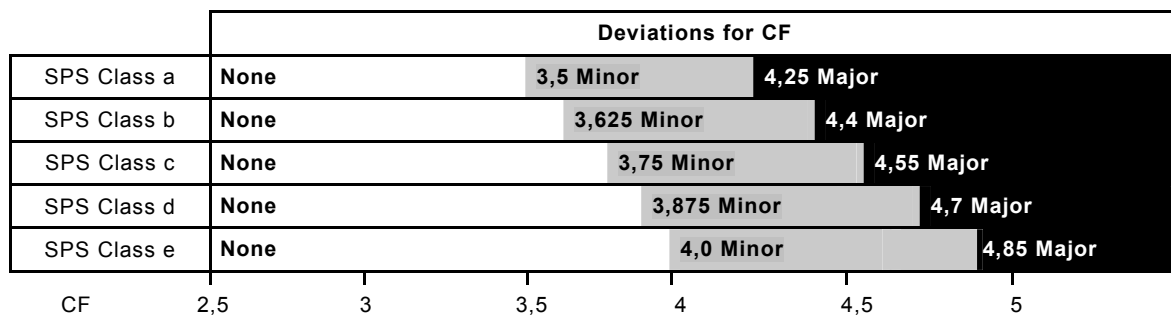 Deviations for CF
SPS Class a None 3,5 Minor 4,25 Major
SPS Class b None 3,625 Minor 4,4 Major
SPS Class c None 3,75 Minor 4,55 Major
SPS Class d None 3,875 Minor 4,7 Major
SPS Class e None 4,0 Minor 4,85 Major
CF 2,5 3 3,5 4 4,5 5